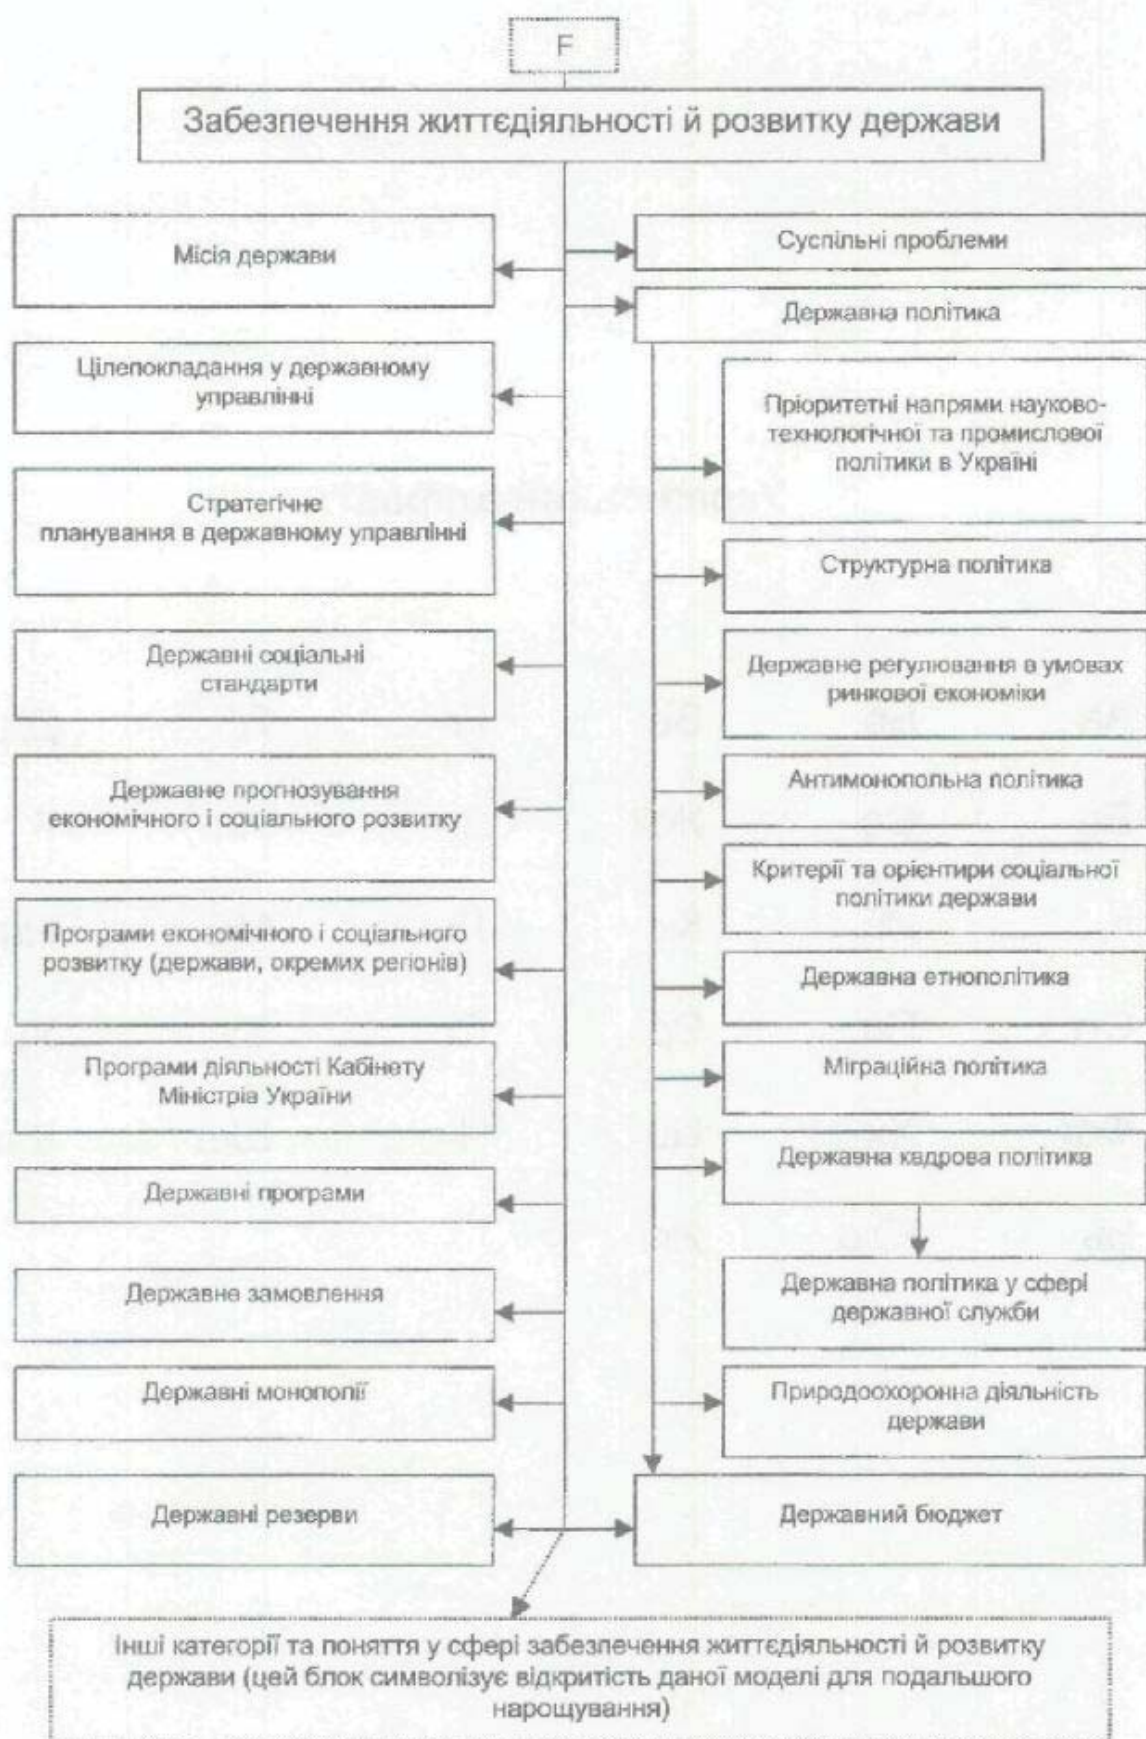 F
Забезпечення життєдіяльності й розвитку держави
Місія держави
Цілепокладання у державному
управлінні
Стратегічне
планування в державному управлінні
Державні соціальні
стандарти
Державне прогнозування
економічного і соціального розвитку
Програми економічного і соціального
розвитку (держави, окремих регіонів)
Програми діяльності Кабінету
Міністрів України
Державні програми
Державне замовлення
Державні монополії
Державні резерви
Суспільні проблеми
Державна політика
Пріоритетні напрями науково-
технологічної та промислової
політики в Україні
Структурна політика
Державне регулювання в умовах
ринкової економіки
Антимонопольна політика
Критерії та орієнтири соціальної
політики держави
Державна етнополітика
Міграційна політика
Державна кадрова політика
Державна політика у сфері
державної служби
Природоохоронна діяльність
держави
Державний бюджет
Інші категорії та поняття у сфері забезпечення життєдіяльності й розвитку
держави (цей блок символізує відкритість даної моделі для подальшого
нарощування)